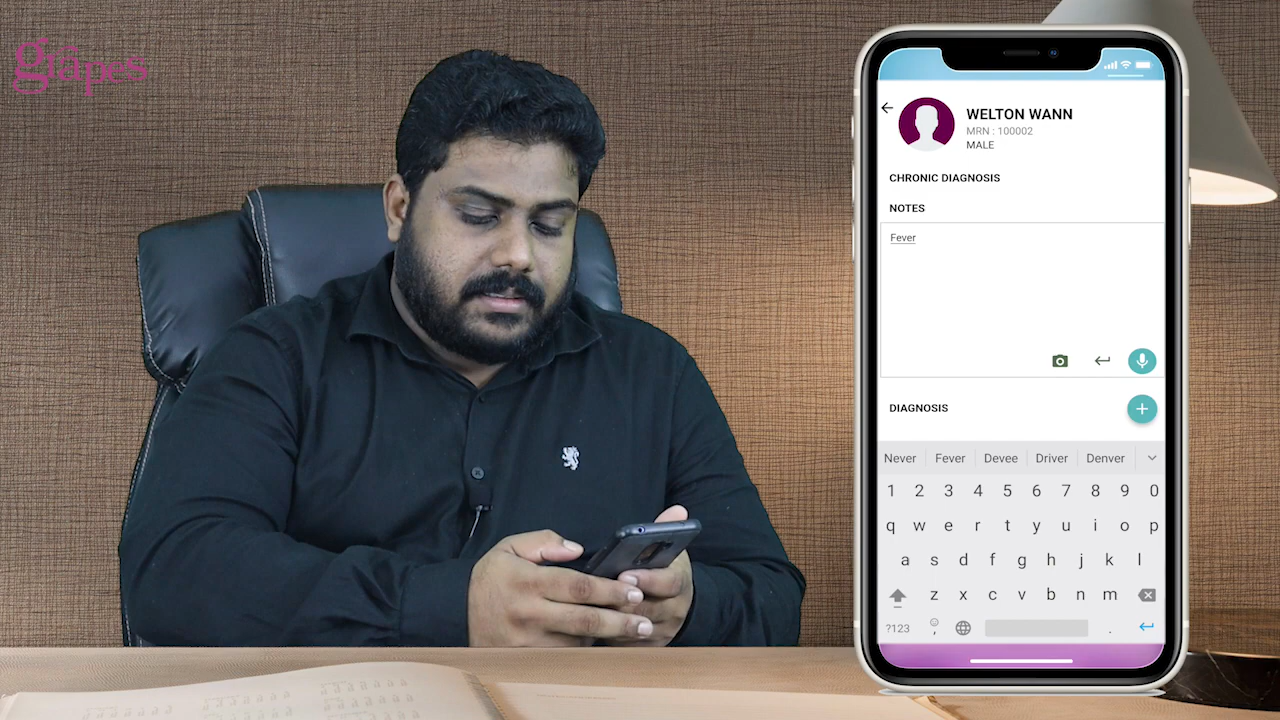 grapes
WELTON WANN
MRN : 100002
MALE
CHRONIC DIAGNOSIS
NOTES
Fever
DIAGNOSIS
Never Fever Devee Driver Denver
1 2 3 4 5 6 7 8 9 0
q w e r t y u i o p
a s d f g h j k l
z x c v b n m
?123 , .